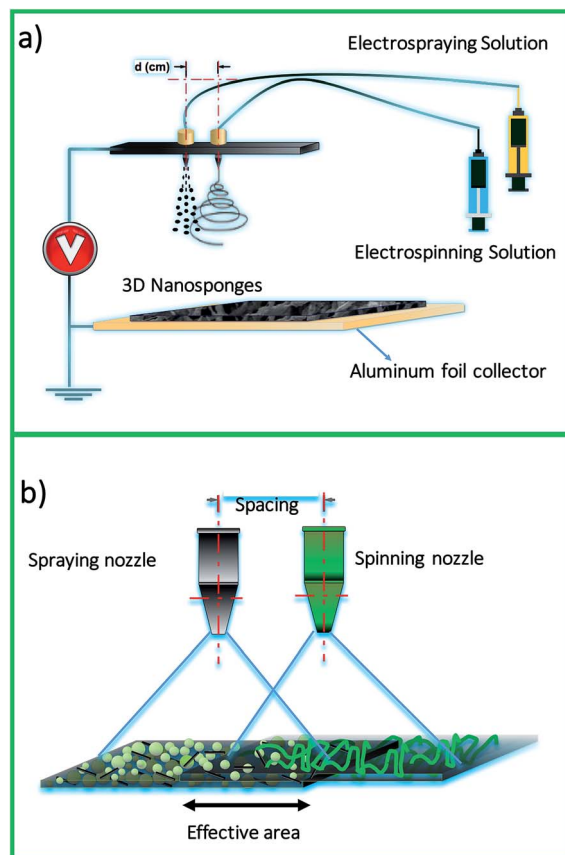 a)
Electrospraying Solution
d (cm)
V
Electrospinning Solution
3D Nanosponges
Aluminum foil collector
b)
Spacing
Spraying nozzle
Spinning nozzle
Effective area